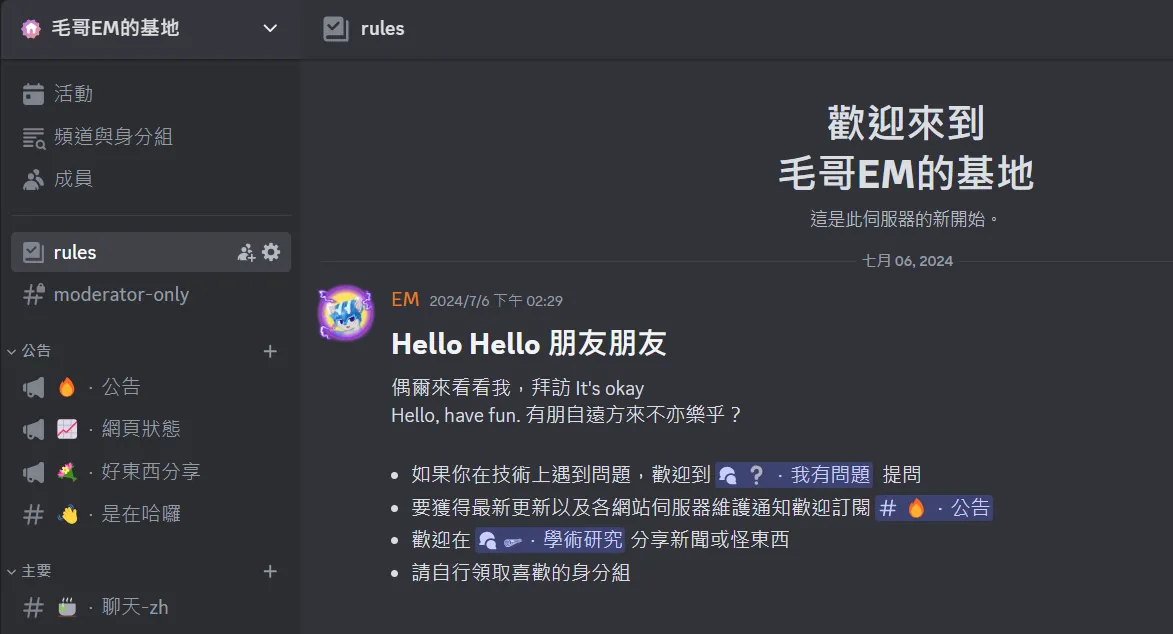 毛哥EM的基地
活動
頻道與身分組
成員
rules
moderator-only
公告
🔥 · 公告
📈 · 網頁狀態
💐 · 好東西分享
👋 · 是在哈囉
主要
🍵 · 聊天-zh
rules
歡迎來到
毛哥EM的基地
這是此伺服器的新開始。
七月 06, 2024
EM 2024/7/6 下午 02:29
Hello Hello 朋友朋友
偶爾來看看我，拜訪 It's okay
Hello, have fun. 有朋自遠方來不亦樂乎？
• 如果你在技術上遇到問題，歡迎到 ❔ · 我有問題 提問
• 要獲得最新更新以及各網站伺服器維護通知歡迎訂閱 # 🔥 · 公告
• 歡迎在 · 學術研究 分享新聞或怪東西
• 請自行領取喜歡的身分組